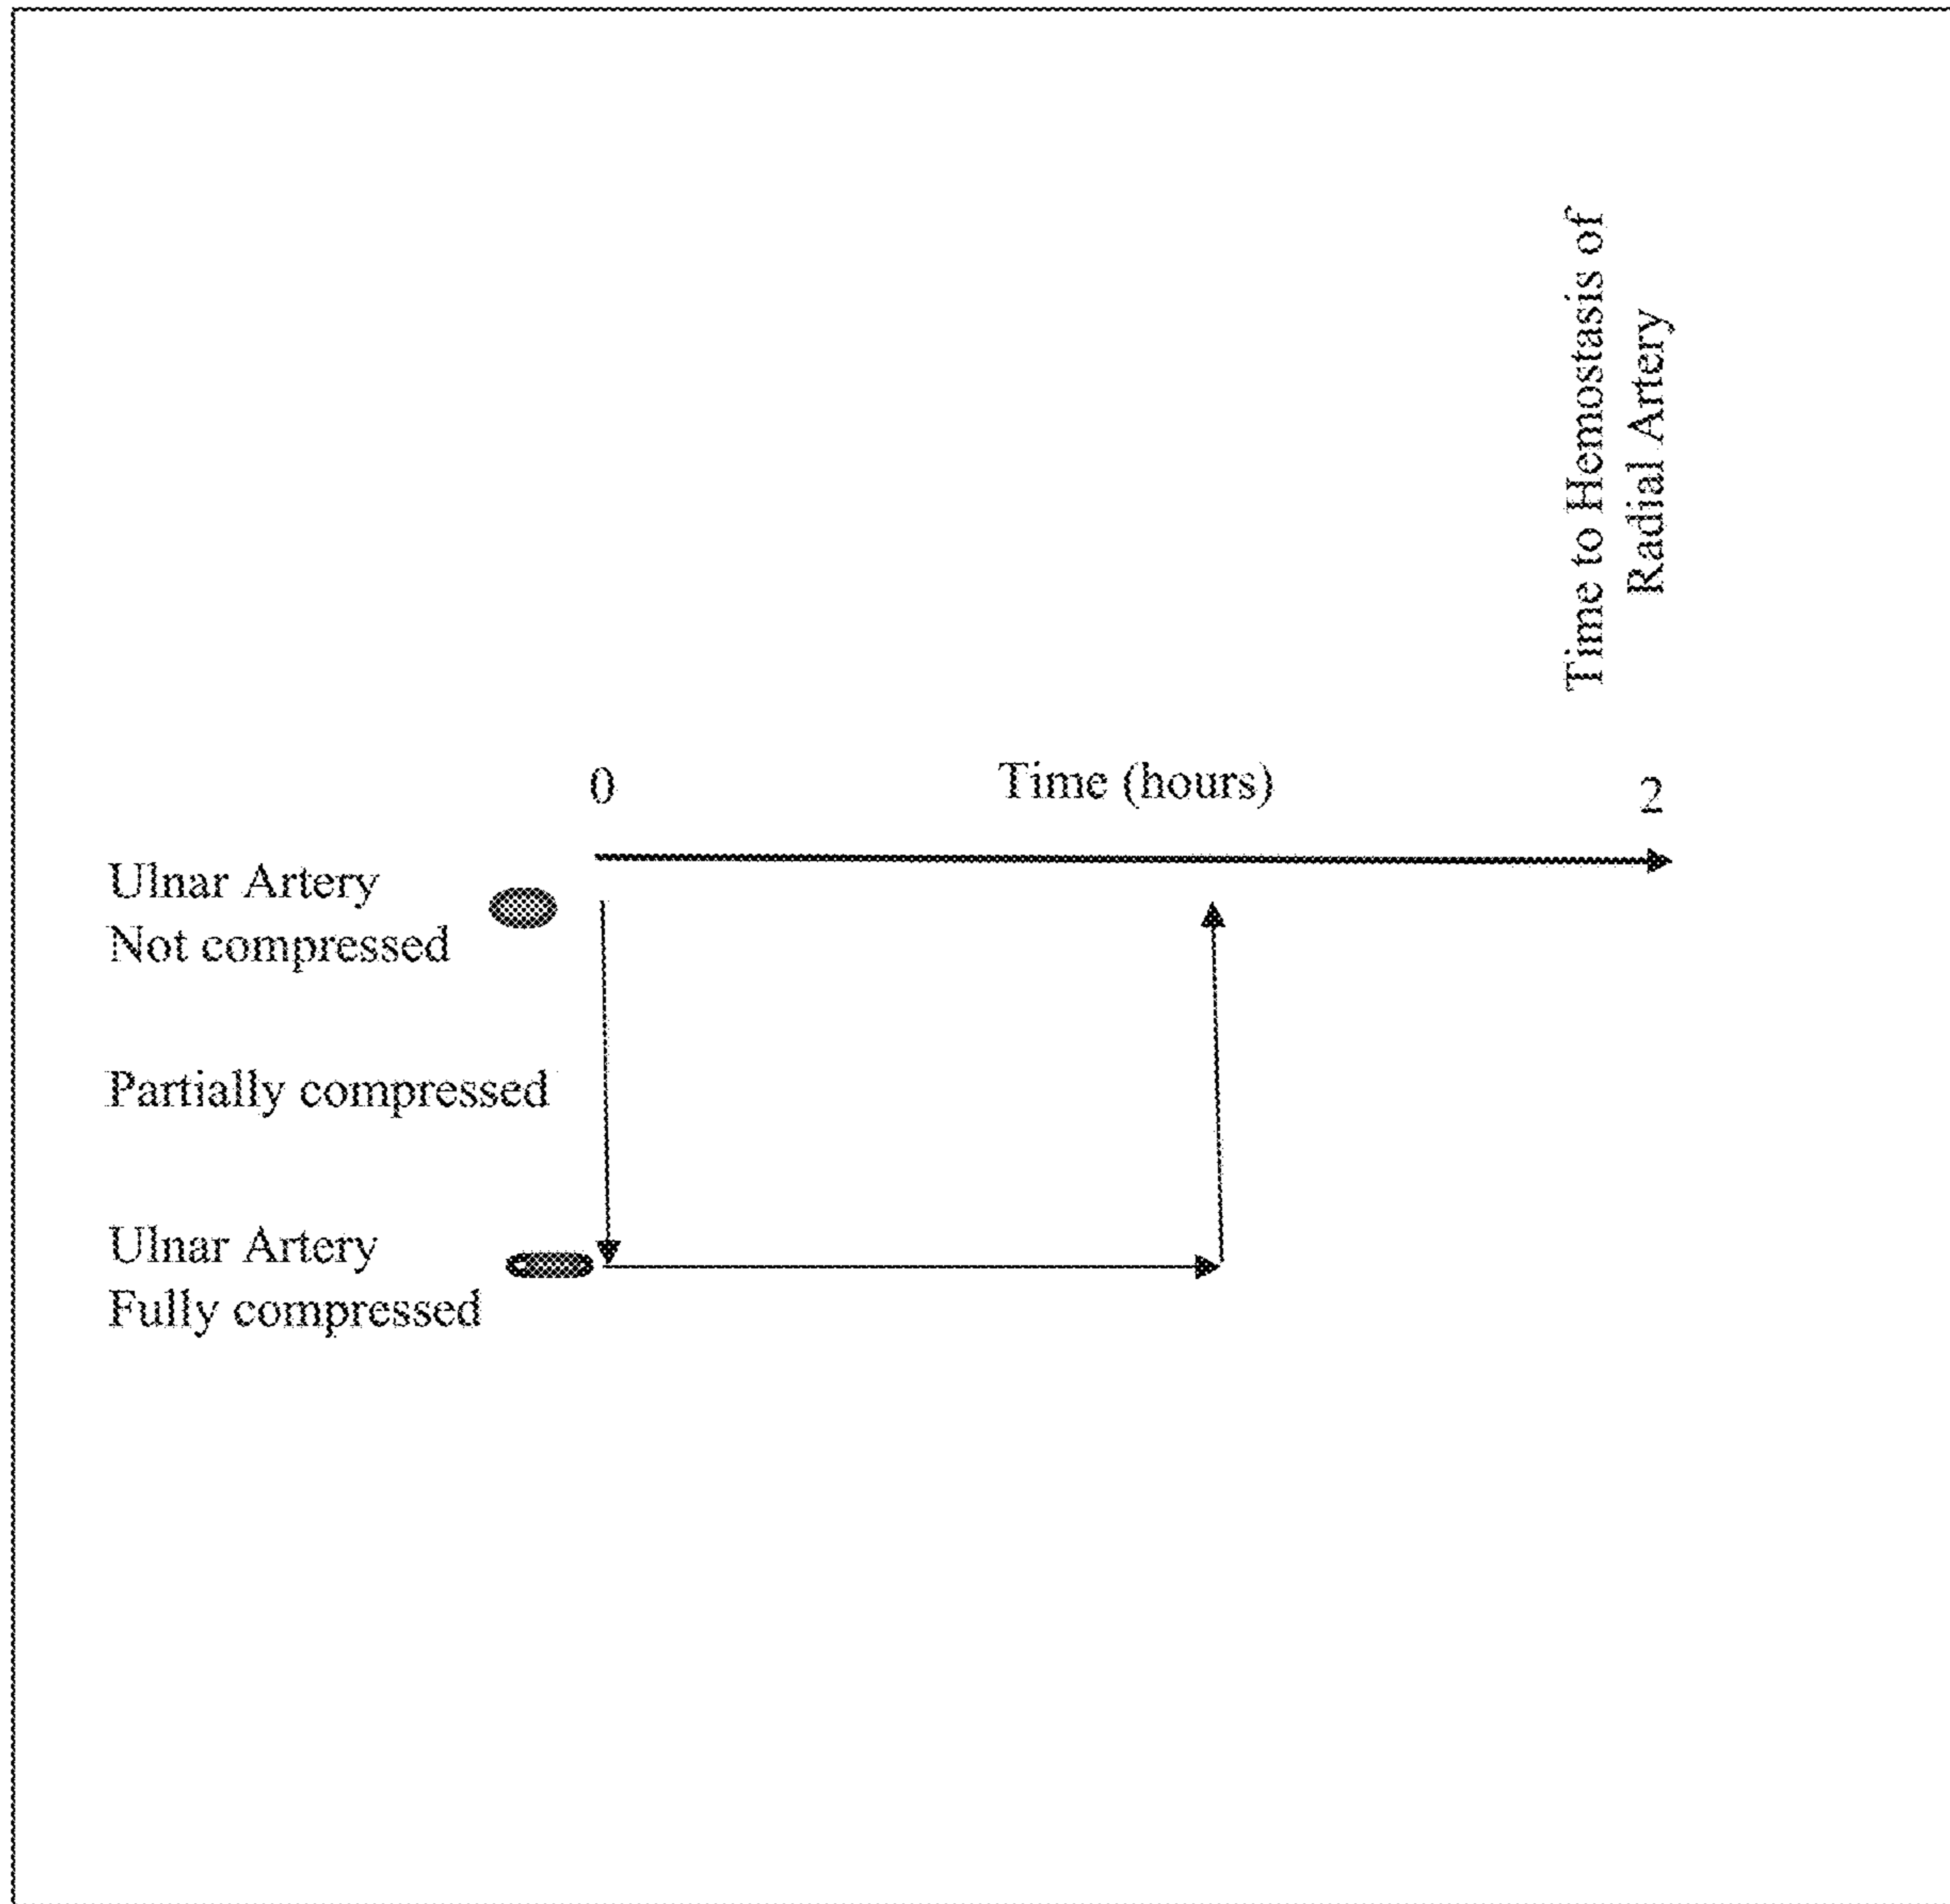 Time to Hemostasis of
Radial Artery
0
Time (hours)
2
Ulnar Artery
Not compressed
Partially compressed
Ulnar Artery
Fully compressed